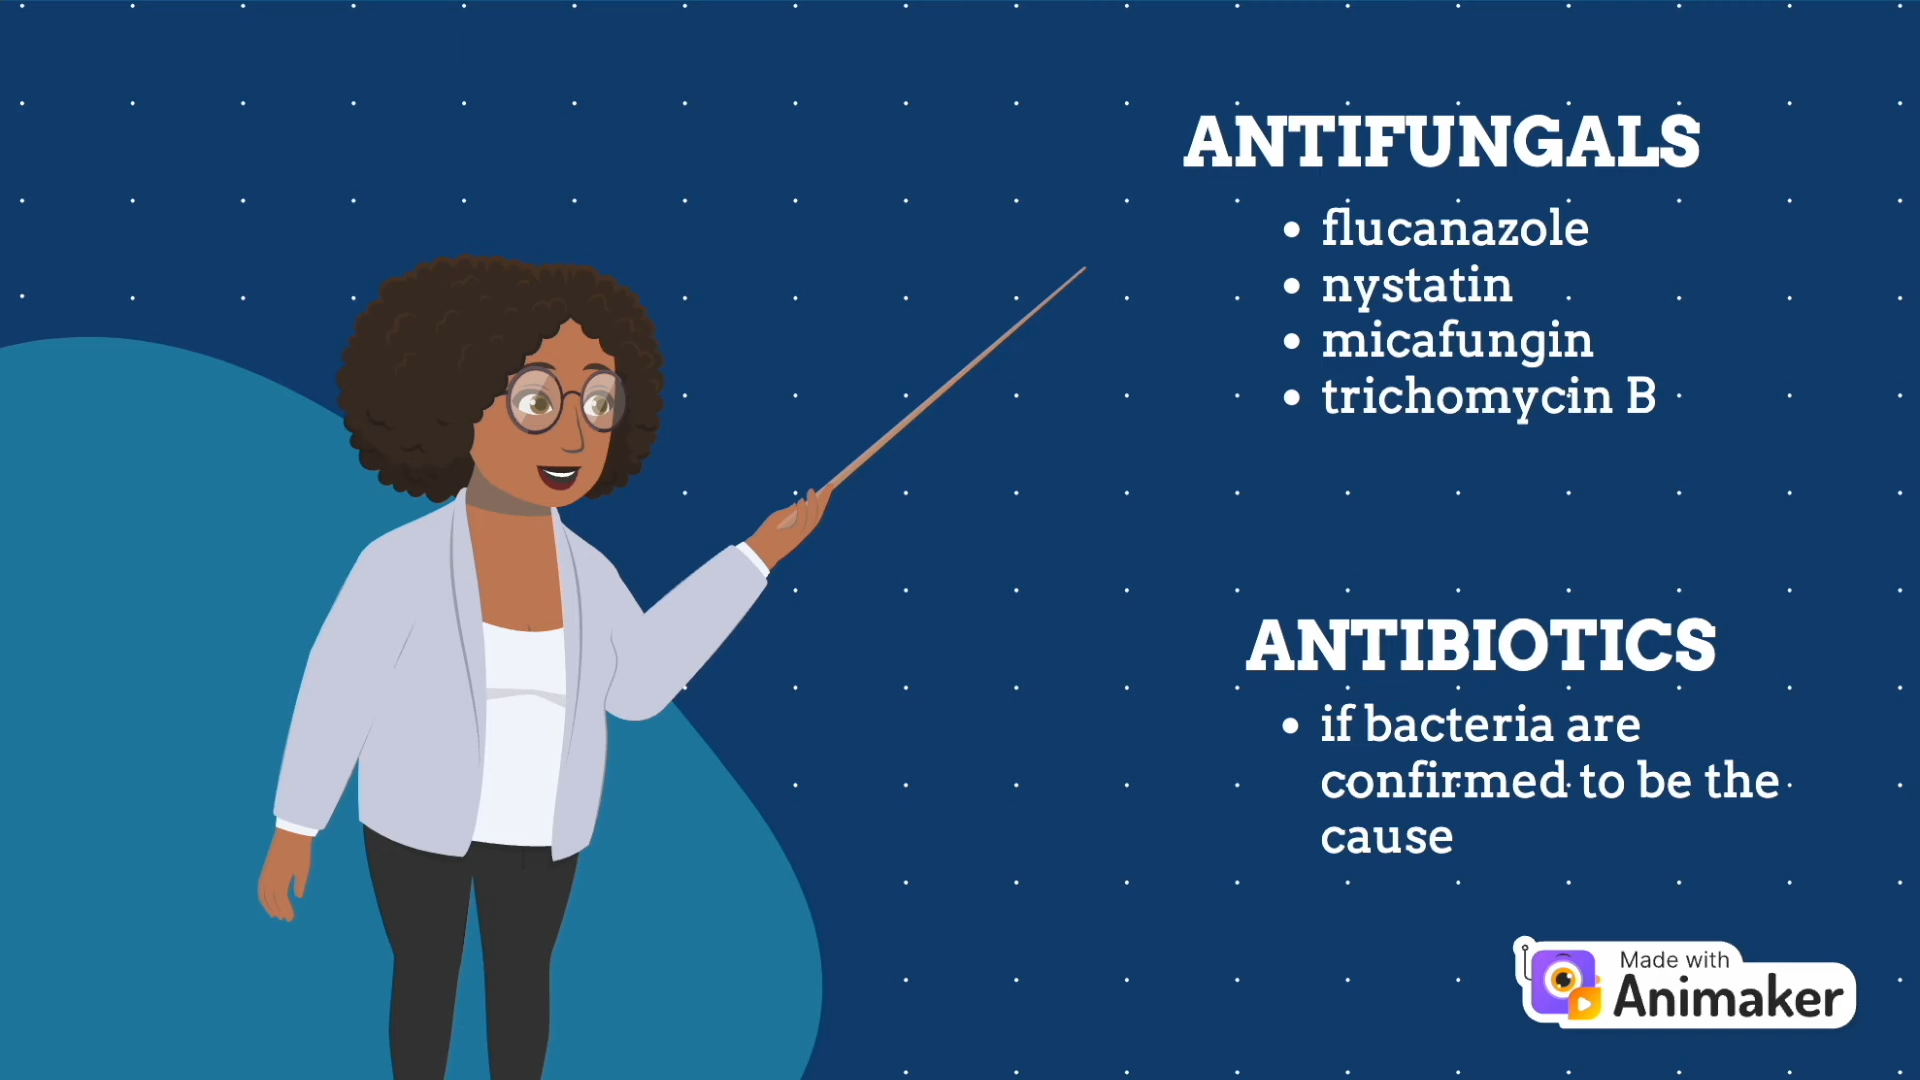 ANTIFUNGALS
• flucanazole
• nystatin
• micafungin
• trichomycin B
ANTIBIOTICS
• if bacteria are
confirmed to be the
cause
Made with
Animaker